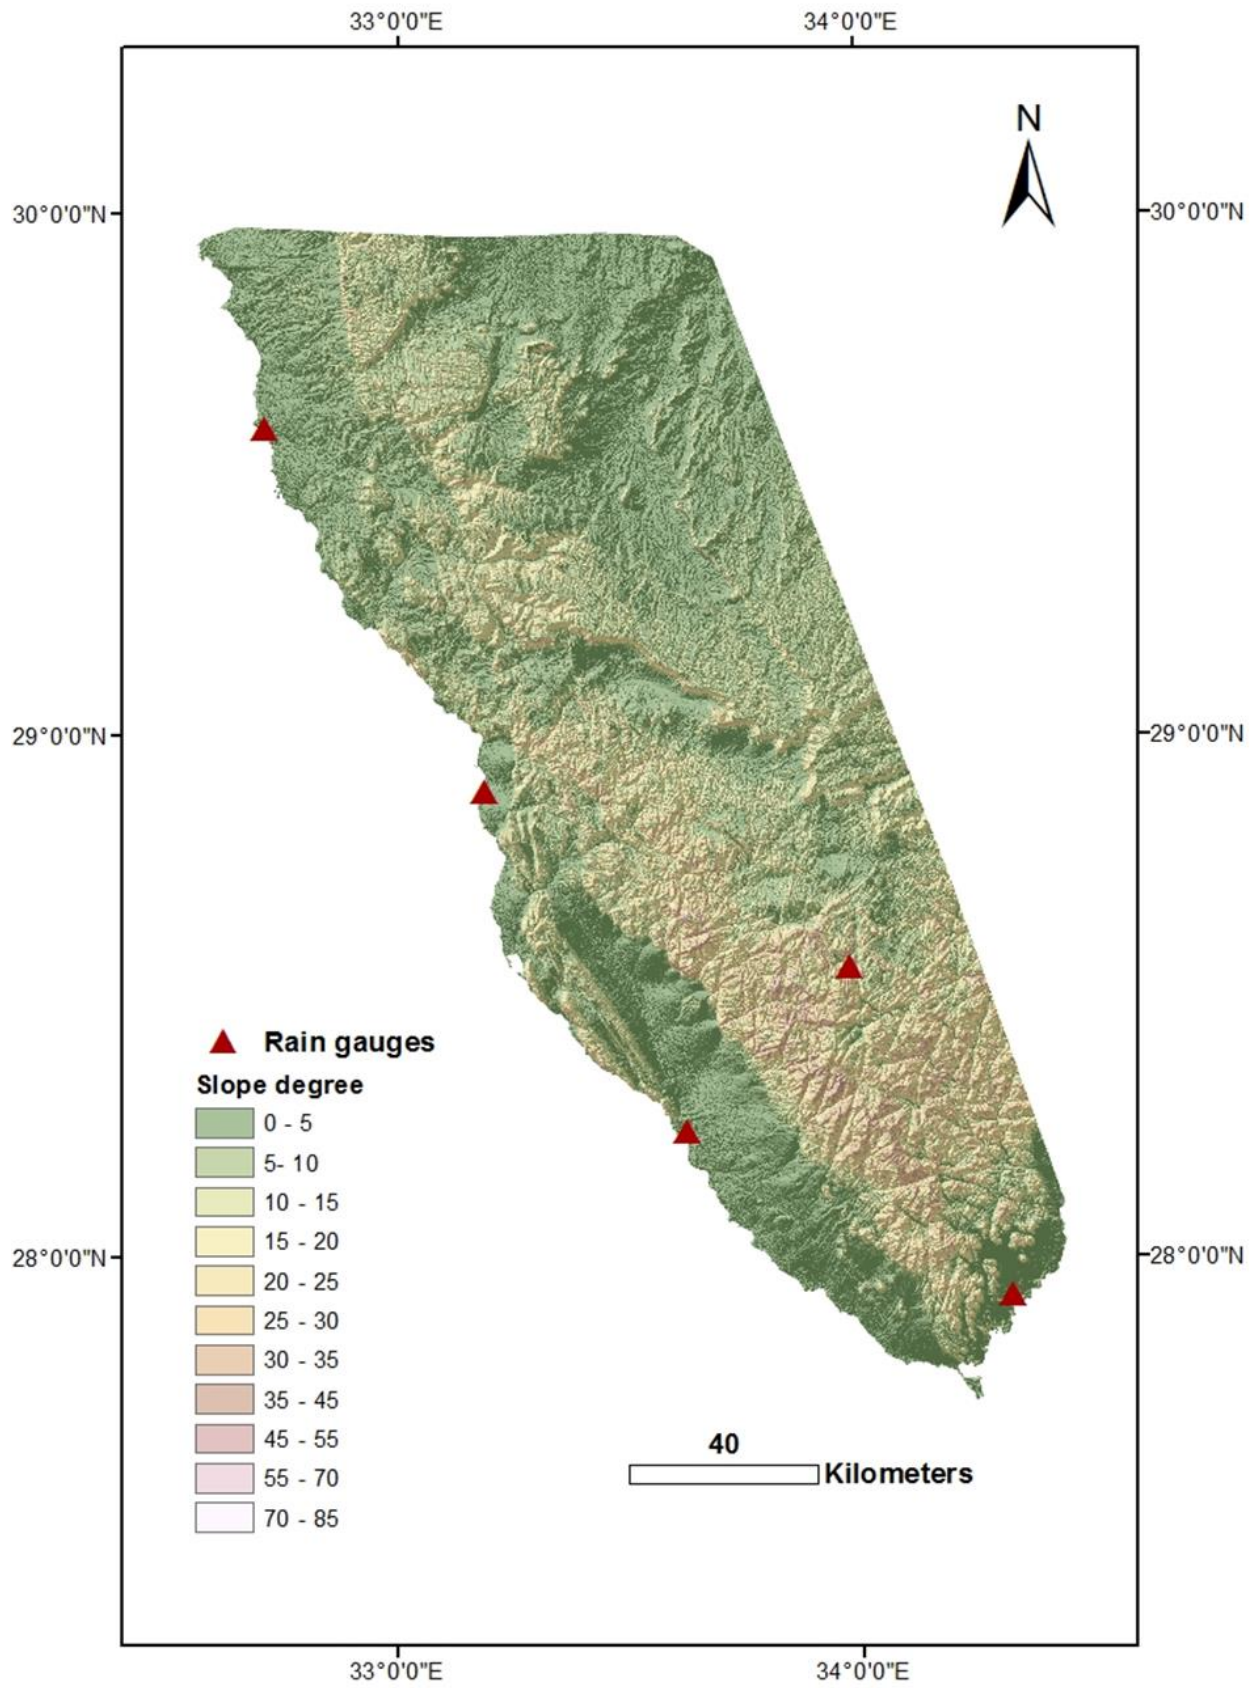 33°0'0"E 34°0'0"E
N
30°0'0"N 30°0'0"N
29°0'0"N 29°0'0"N
Rain gauges
Slope degree
0 - 5
5- 10
10 - 15
15 - 20
28°0'0"N 28°0'0"N
20 - 25
25 - 30
30 - 35
35 - 45
45 - 55
40
Kilometers
55 - 70
70 - 85
33°0'0"E 34°0'0"E